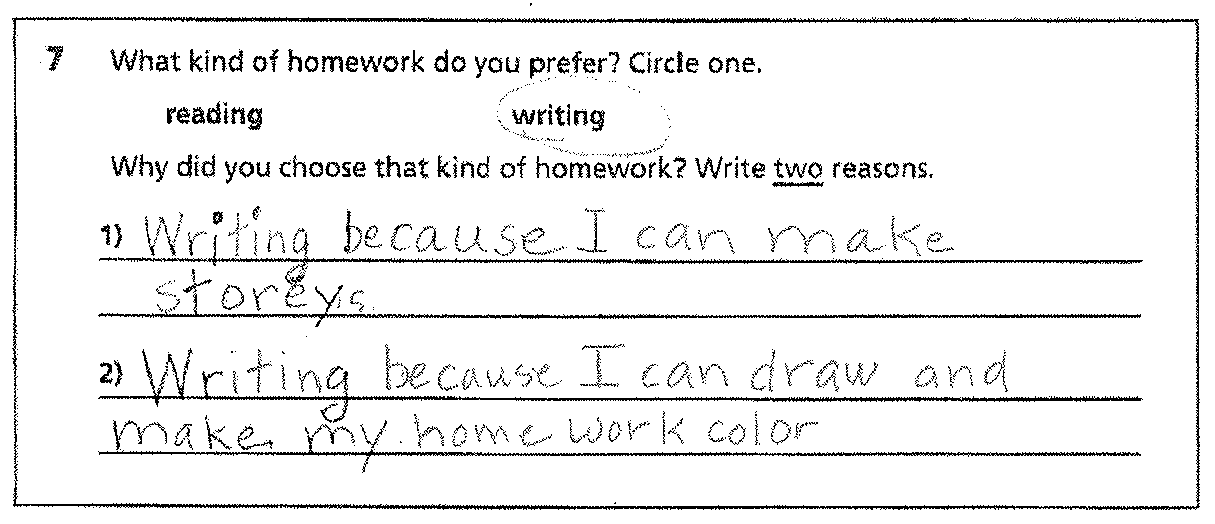 7 What kind of homework do you prefer? Circle one.
reading writing
Why did you choose that kind of homework? Write two reasons.
1) Writing because I can make
storeys.
2) Writing because I can draw and
make my home work color